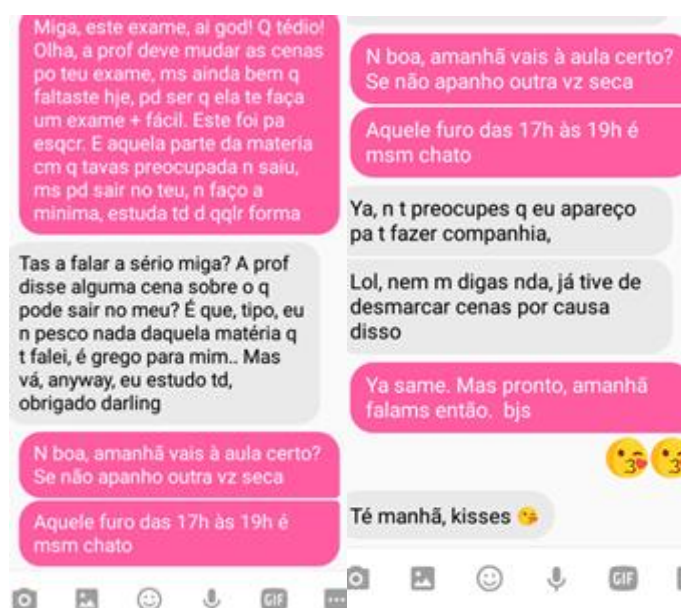 Miga, este exame, ai god! Q tédio!
Olha, a prof deve mudar as cenas
po teu exame, ms ainda bem q
faltaste hje, pd ser q ela te faça
um exame + fácil. Este foi pa
esqcr. E aquela parte da materia
cm q tavas preocupada n saiu,
ms pd sair no teu, n faço a
minima, estuda td d qqlr forma
Tas a falar a sério miga? A prof
disse alguma cena sobre o q
pode sair no meu? É que, tipo, eu
n pesco nada daquela matéria q
t falei, é grego para mim.. Mas
vá, anyway, eu estudo td,
obrigado darling
N boa, amanhã vais à aula certo?
Se não apanho outra vz seca
Aquele furo das 17h às 19h é
msm chato
GIF
N boa, amanhã vais à aula certo?
Se não apanho outra vz seca
Aquele furo das 17h às 19h é
msm chato
Ya, n t preocupes q eu apareço
pa t fazer companhia,
Lol, nem m digas nda, já tive de
desmarcar cenas por causa
disso
Ya same. Mas pronto, amanhã
falams então. bjs
😘😘
Té manhã, kisses 😘
GIF